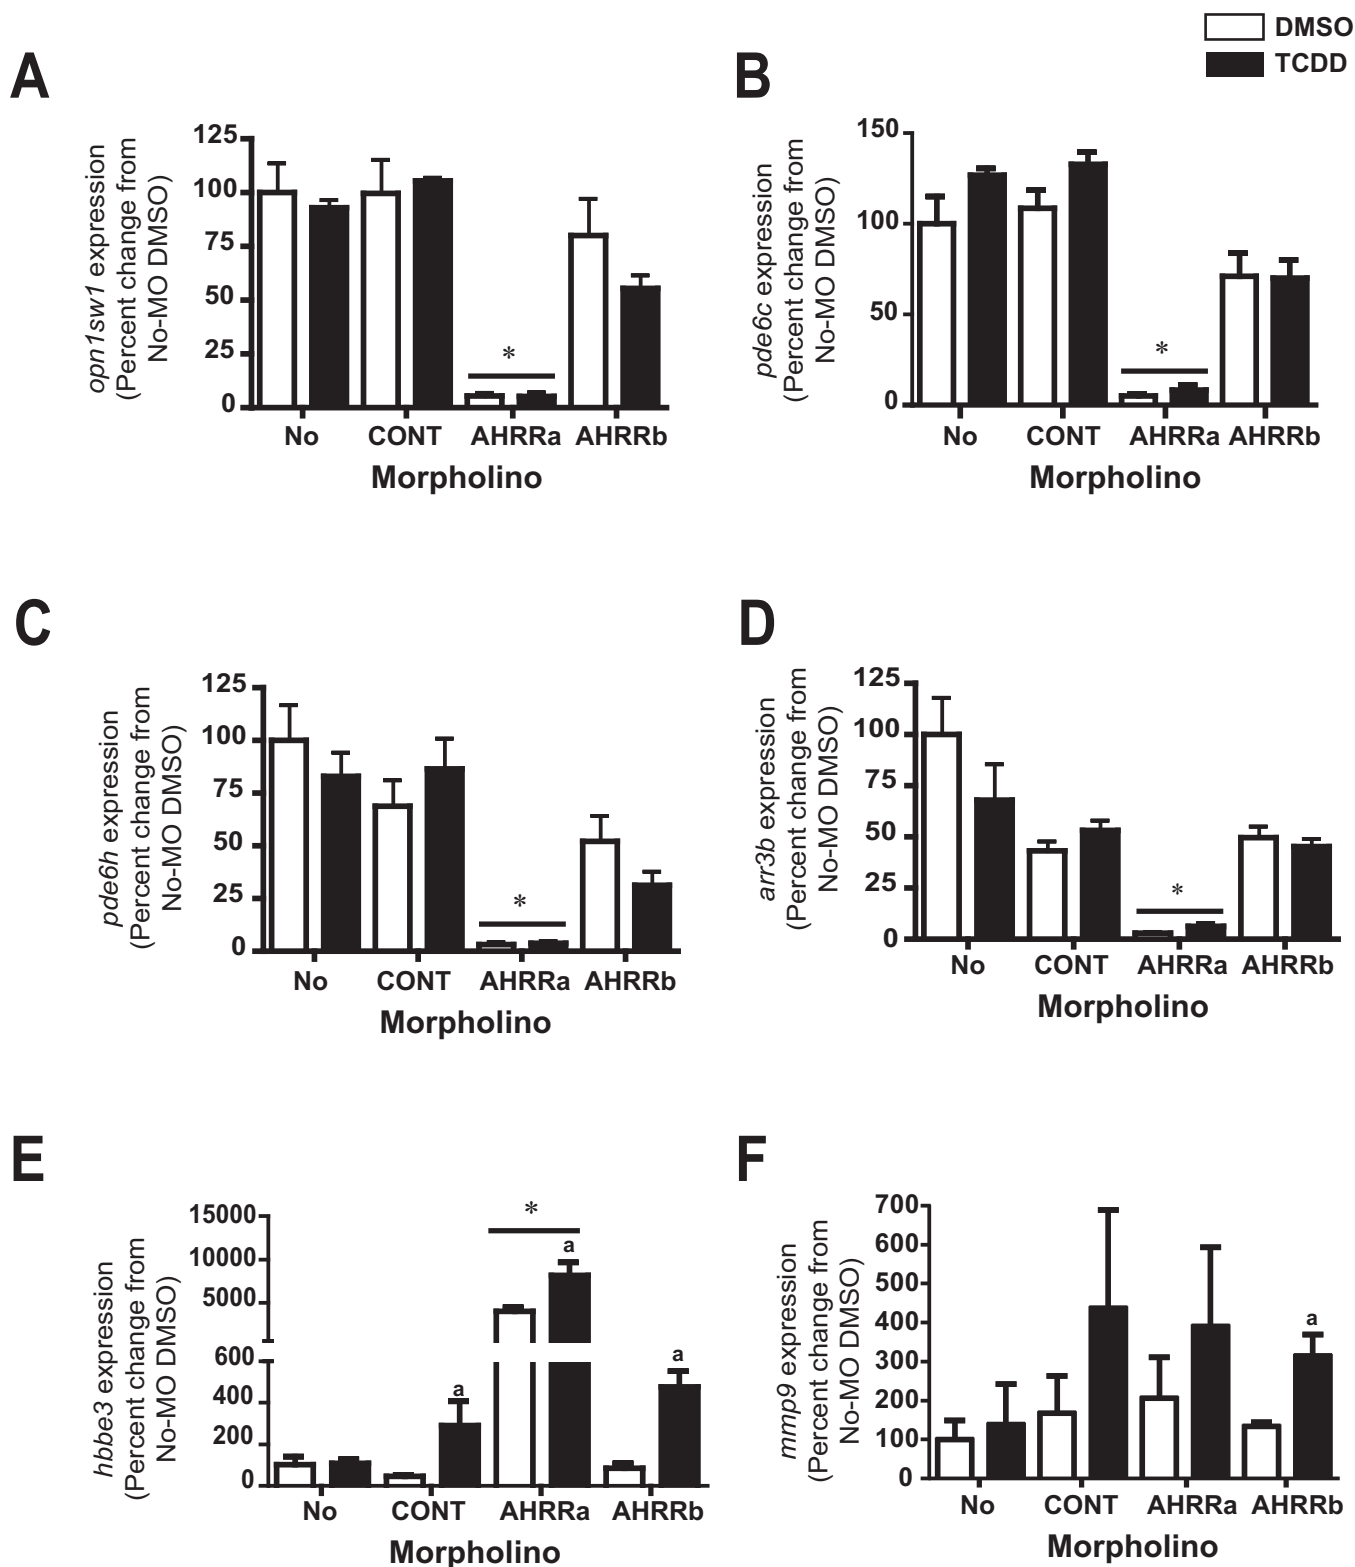 DMSO
TCDD
A
opn1sw1 expression
(Percent change from
No-MO DMSO)
125
100
75
50
25
0
*
No CONT AHRRa AHRRb
Morpholino
B
pde6c expression
(Percent change from
No-MO DMSO)
150
100
50
0
*
No CONT AHRRa AHRRb
Morpholino
C
pde6h expression
(Percent change from
No-MO DMSO)
125
100
75
50
25
0
*
No CONT AHRRa AHRRb
Morpholino
D
arr3b expression
(Percent change from
No-MO DMSO)
125
100
75
50
25
0
*
No CONT AHRRa AHRRb
Morpholino
E
hbbe3 expression
(Percent change from
No-MO DMSO)
15000
10000
5000
600
400
200
0
*
a
a
a
No CONT AHRRa AHRRb
Morpholino
F
mmp9 expression
(Percent change from
No-MO DMSO)
700
600
500
400
300
200
100
0
a
No CONT AHRRa AHRRb
Morpholino